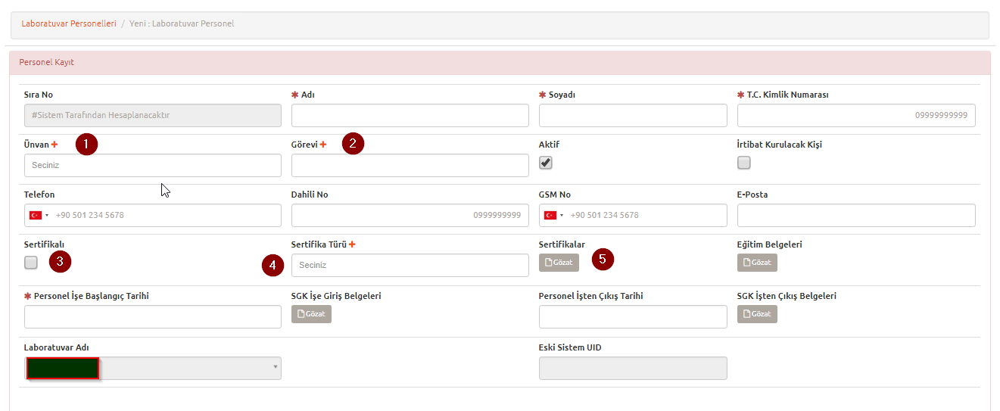 Laboratuvar Personelleri / Yeni : Laboratuvar Personel
Personel Kayıt
Sıra No
✱ Adı
✱ Soyadı
✱ T.C. Kimlik Numarası
#Sistem Tarafından Hesaplanacaktır
09999999999
Ünvan + 1
Görevi + 2
Aktif
İrtibat Kurulacak Kişi
Seciniz
Telefon
Dahili No
GSM No
E-Posta
+90 501 234 5678
0999999999
+90 501 234 5678
Sertifikalı
3
Sertifika Türü +
4
Sertifikalar
5
Eğitim Belgeleri
Seciniz
Gözat
Gözat
✱ Personel İşe Başlangıç Tarihi
SGK İşe Giriş Belgeleri
Personel İşten Çıkış Tarihi
SGK İşten Çıkış Belgeleri
Gözat
Gözat
Laboratuvar Adı
Eski Sistem UID